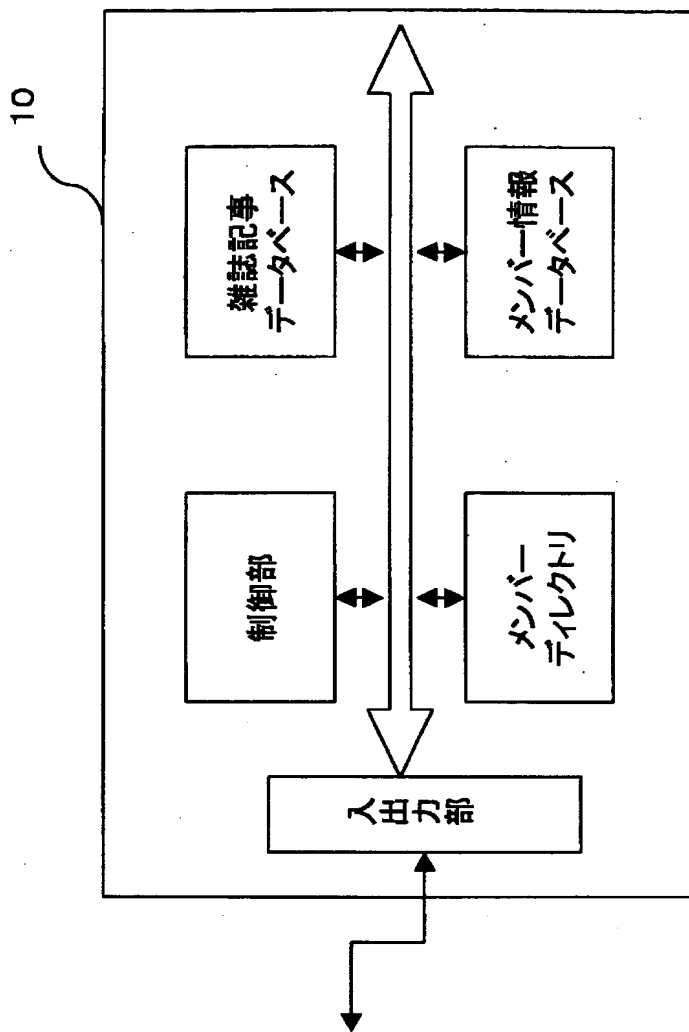 10
制御部
雑誌記事
データベース
入出力部
メンバー
ディレクトリ
メンバー情報
データベース